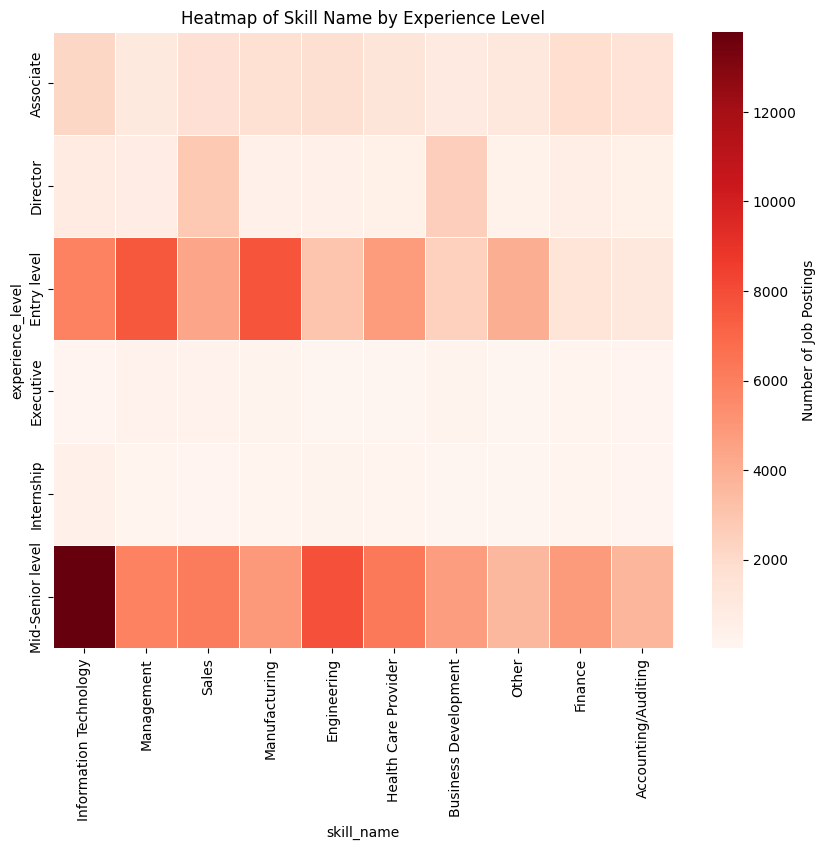 Heatmap of Skill Name by Experience Level
experience_level
Associate
Director
Entry level
Executive
Internship
Mid-Senior level
Information Technology
Management
Sales
Manufacturing
Engineering
Health Care Provider
Business Development
Other
Finance
Accounting/Auditing
skill_name
12000
10000
8000
6000
4000
2000
Number of Job Postings